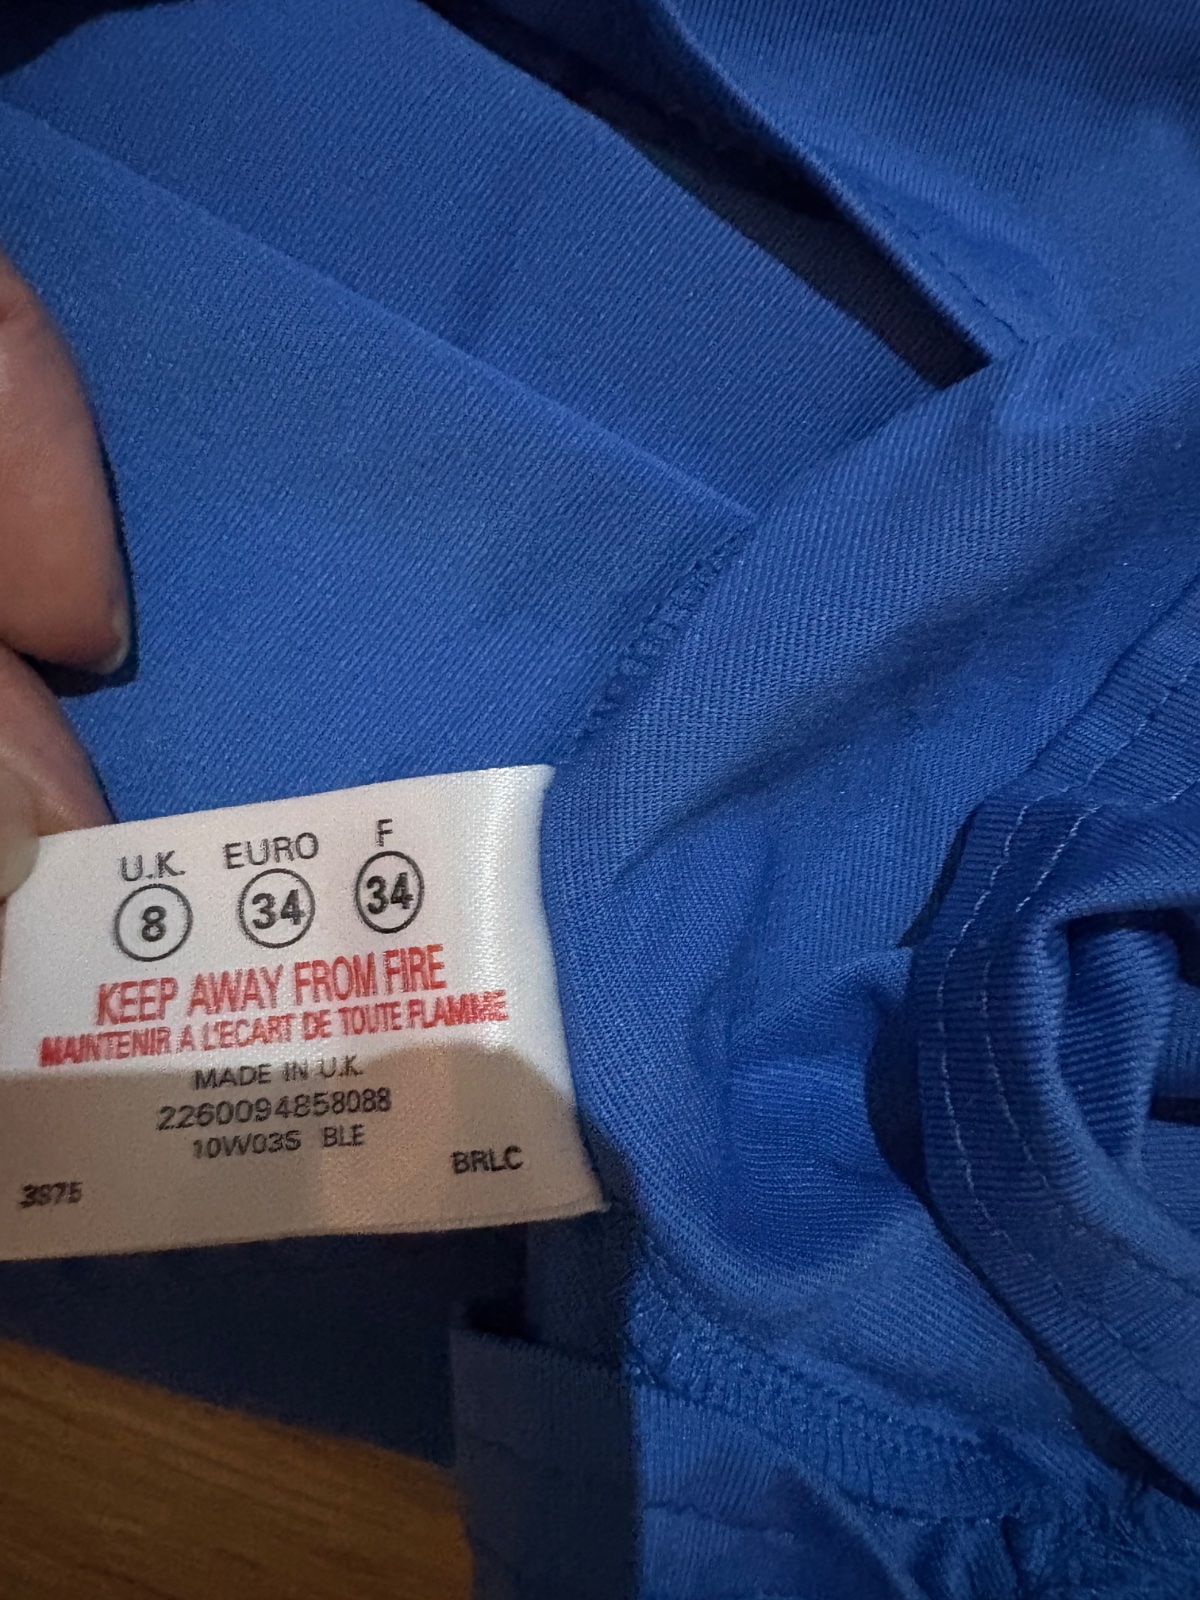 U.K. EURO F
8 34 34
KEEP AWAY FROM FIRE
MAINTENIR A L'ECART DE TOUTE FLAMME
MADE IN U.K.
2260094858088
10W03S BLE
BRLC
3S75